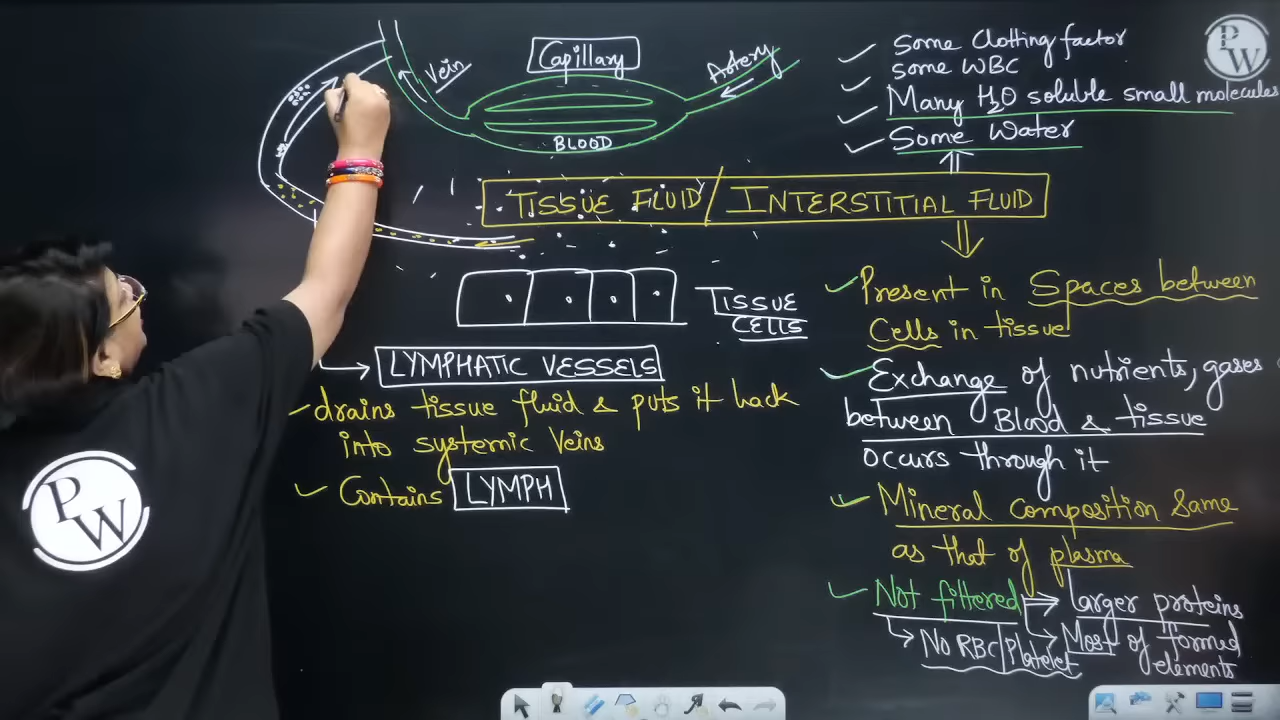 Vein
Capillary
Artery
BLOOD
Some Clotting factor
some WBC
Many H2O soluble small molecules
Some Water
PW
TISSUE FLUID / INTERSTITIAL FLUID
TISSUE
CELLS
LYMPHATIC VESSELS
drains tissue fluid & puts it back
into systemic Veins
Contains LYMPH
Present in Spaces between
Cells in tissue
Exchange of nutrients, gases
between Blood & tissue
occurs through it
Mineral composition Same
as that of plasma
Not filtered
larger proteins
No RBC | Platelet
Most of formed
elements
PW